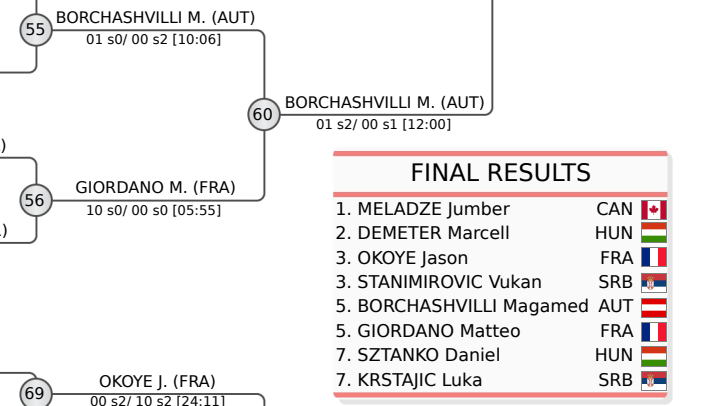 55
BORCHASHVILLI M. (AUT)
01 s0/ 00 s2 [10:06]
60
BORCHASHVILLI M. (AUT)
01 s2/ 00 s1 [12:00]
)
56
GIORDANO M. (FRA)
10 s0/ 00 s0 [05:55]
.)
FINAL RESULTS
1. MELADZE Jumber CAN
2. DEMETER Marcell HUN
3. OKOYE Jason FRA
3. STANIMIROVIC Vukan SRB
5. BORCHASHVILLI Magamed AUT
5. GIORDANO Matteo FRA
7. SZTANKO Daniel HUN
7. KRSTAJIC Luka SRB
69
OKOYE J. (FRA)
00 s2/ 10 s2 [24:11]